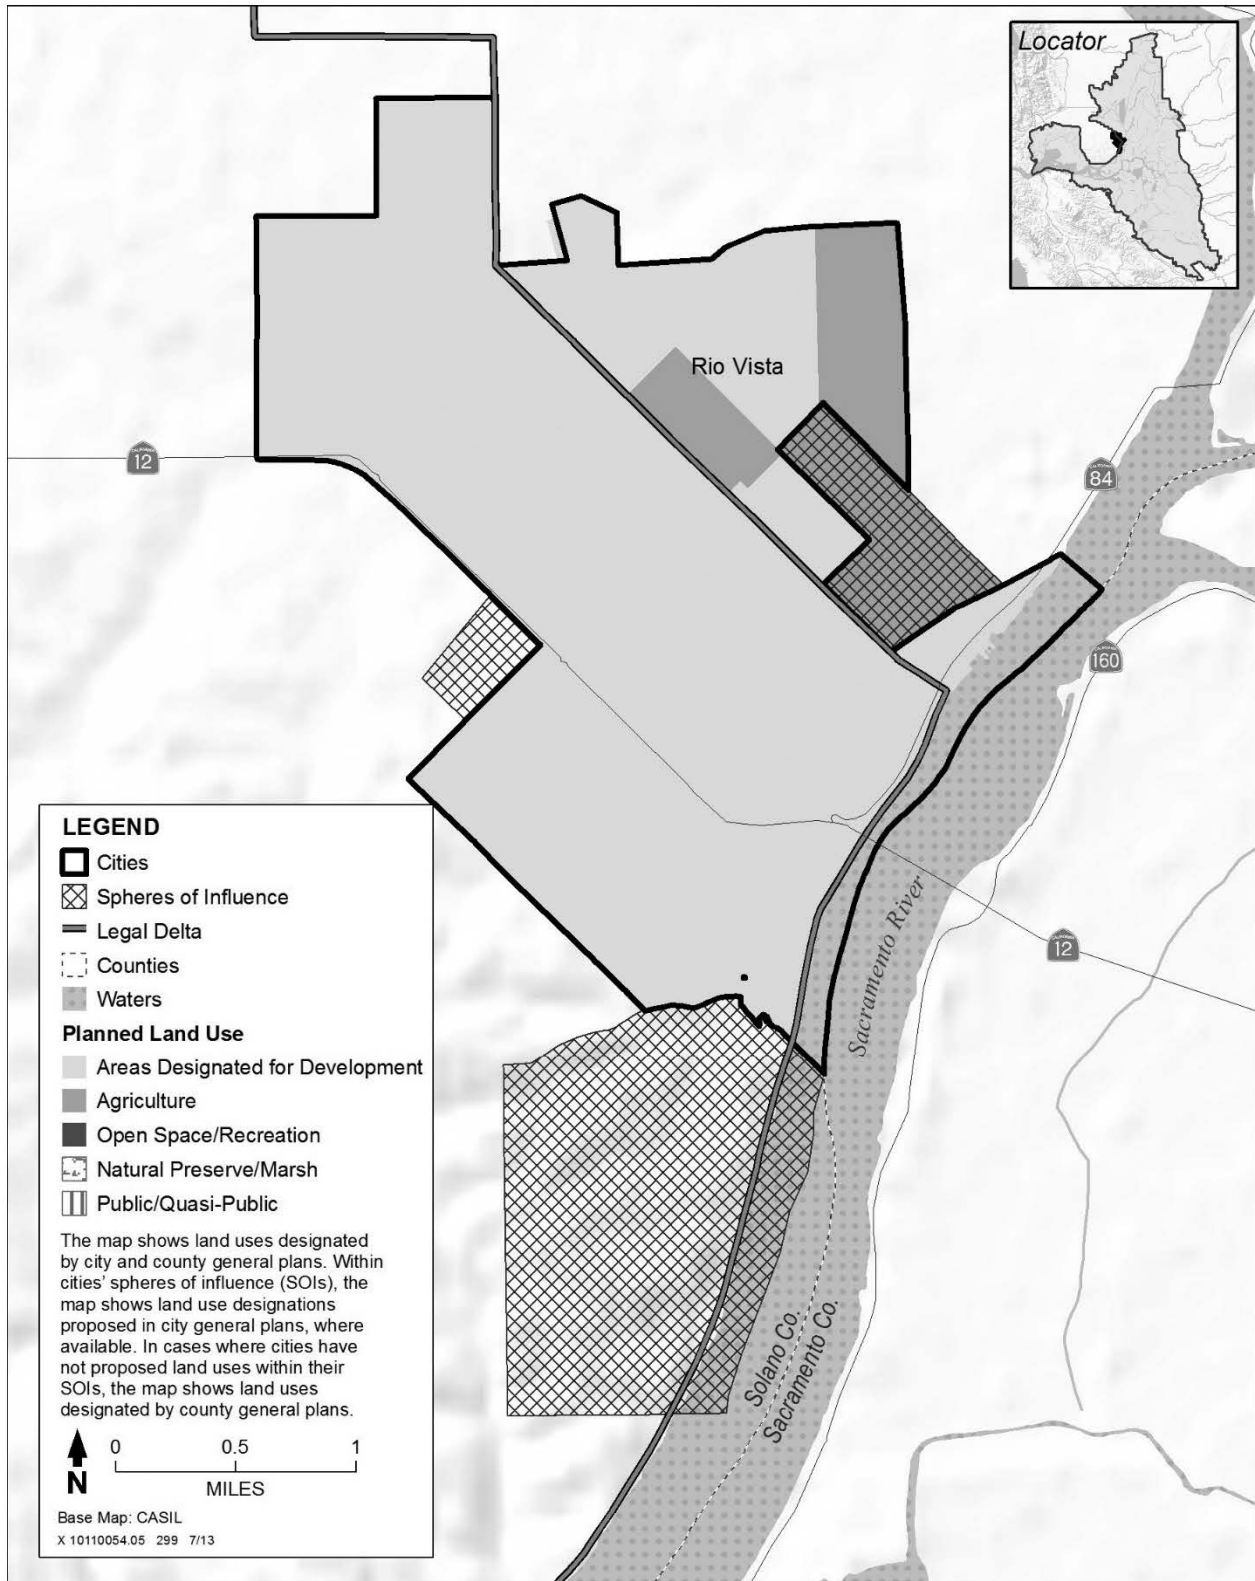 Locator
Rio Vista
CALIFORNIA
12
CALIFORNIA
84
CALIFORNIA
160
CALIFORNIA
12
Sacramento River
Solano Co.
Sacramento Co.
LEGEND
Cities
Spheres of Influence
Legal Delta
Counties
Waters
Planned Land Use
Areas Designated for Development
Agriculture
Open Space/Recreation
Natural Preserve/Marsh
Public/Quasi-Public
The map shows land uses designated
by city and county general plans. Within
cities’ spheres of influence (SOIs), the
map shows land use designations
proposed in city general plans, where
available. In cases where cities have
not proposed land uses within their
SOIs, the map shows land uses
designated by county general plans.
N
0 0.5 1
MILES
Base Map: CASIL
X 10110054.05 299 7/13